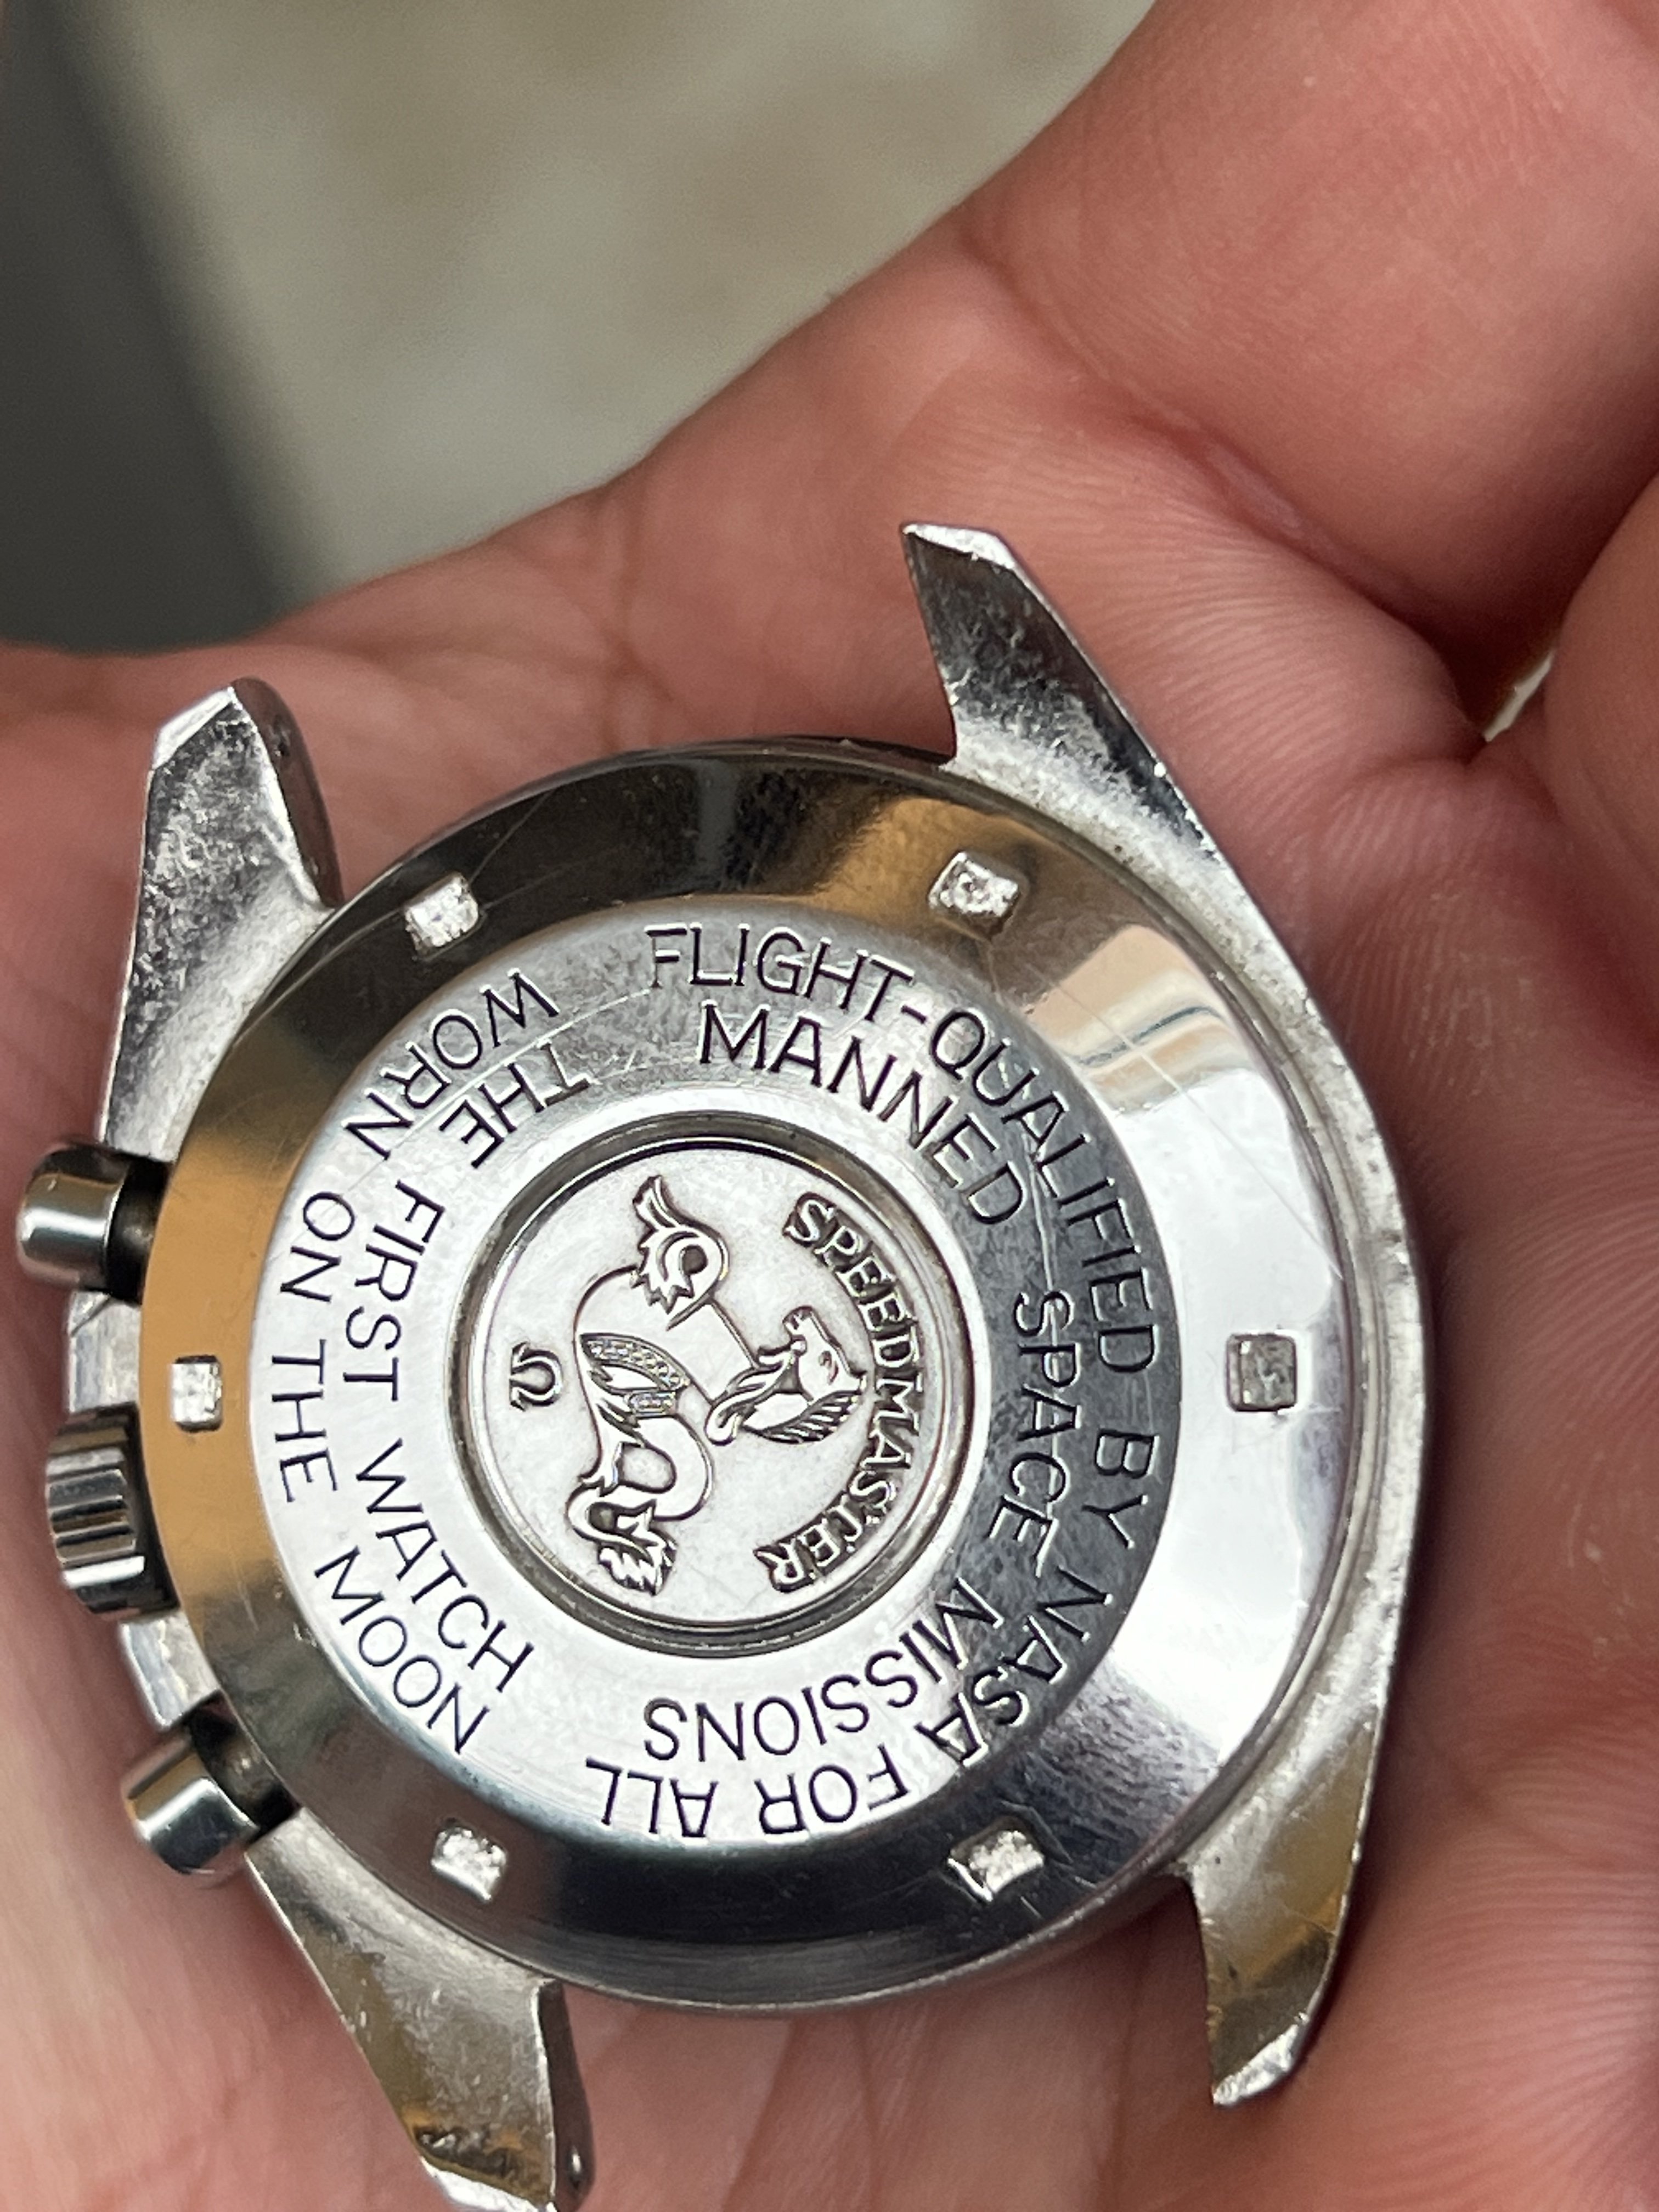 FLIGHT-QUALIFIED BY NASA FOR ALL
MANNED SPACE MISSIONS
SPEEDMASTER
Ω
THE FIRST WATCH
WORN ON THE MOON